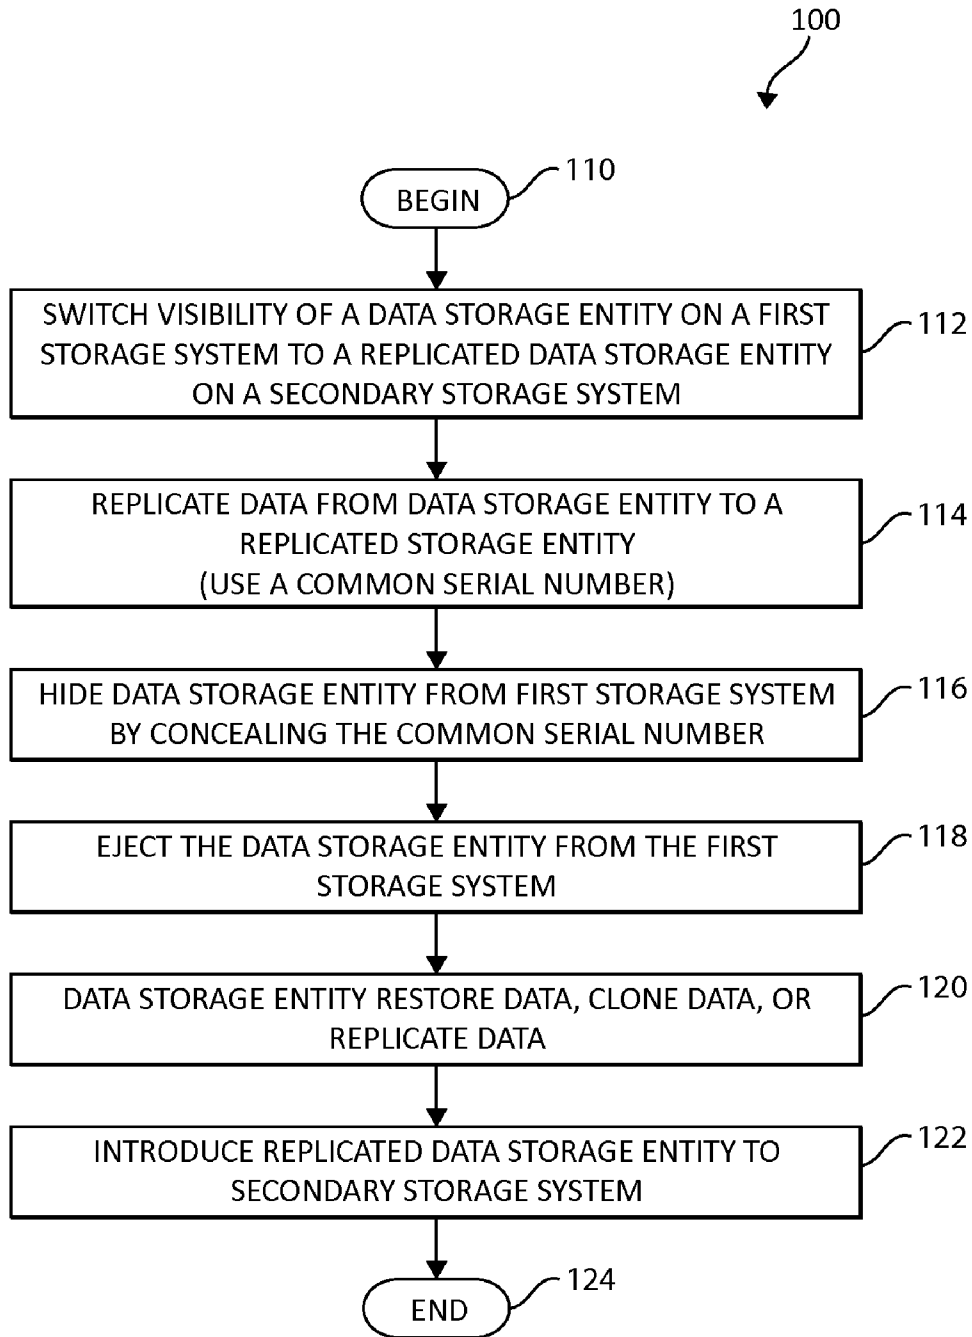 100
BEGIN
110
SWITCH VISIBILITY OF A DATA STORAGE ENTITY ON A FIRST
STORAGE SYSTEM TO A REPLICATED DATA STORAGE ENTITY
ON A SECONDARY STORAGE SYSTEM
112
REPLICATE DATA FROM DATA STORAGE ENTITY TO A
REPLICATED STORAGE ENTITY
(USE A COMMON SERIAL NUMBER)
114
HIDE DATA STORAGE ENTITY FROM FIRST STORAGE SYSTEM
BY CONCEALING THE COMMON SERIAL NUMBER
116
EJECT THE DATA STORAGE ENTITY FROM THE FIRST
STORAGE SYSTEM
118
DATA STORAGE ENTITY RESTORE DATA, CLONE DATA, OR
REPLICATE DATA
120
INTRODUCE REPLICATED DATA STORAGE ENTITY TO
SECONDARY STORAGE SYSTEM
122
END
124